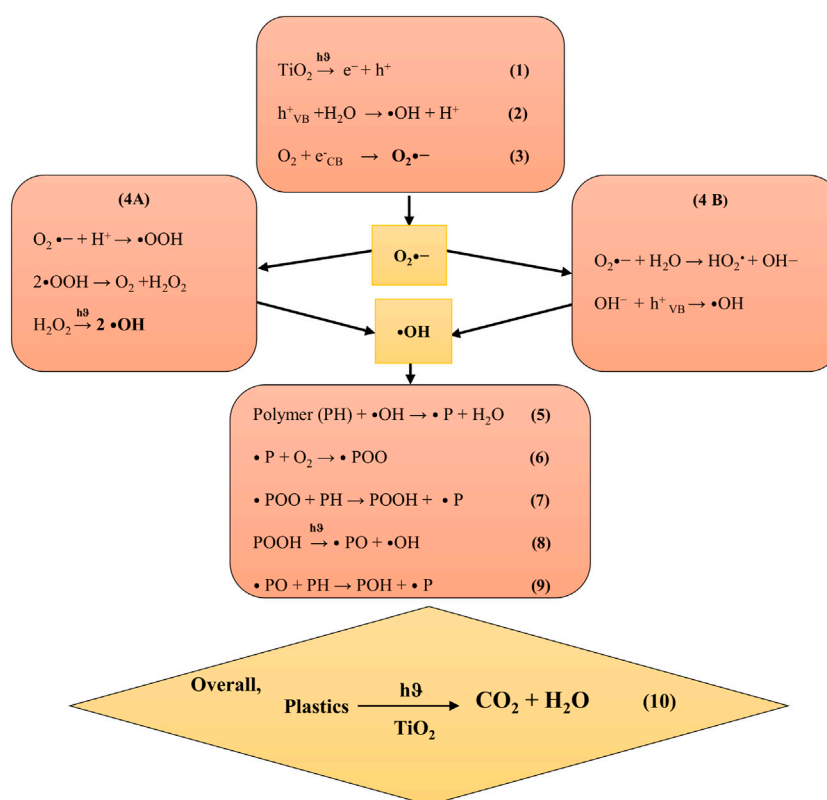 TiO₂ hϑ→ e⁻ + h⁺ (1)
h⁺VB +H₂O → •OH + H⁺ (2)
O₂ + e⁻CB → O₂•− (3)
(4A)
O₂ •− + H⁺ → •OOH
2•OOH → O₂ +H₂O₂
H₂O₂ hϑ→ 2 •OH
O₂•−
•OH
(4 B)
O₂•− + H₂O → HO₂• + OH−
OH⁻ + h⁺VB → •OH
Polymer (PH) + •OH → • P + H₂O (5)
• P + O₂ → • POO (6)
• POO + PH → POOH + • P (7)
POOH hϑ→ • PO + •OH (8)
• PO + PH → POH + • P (9)
Overall,
hϑ
Plastics → CO₂ + H₂O (10)
TiO₂